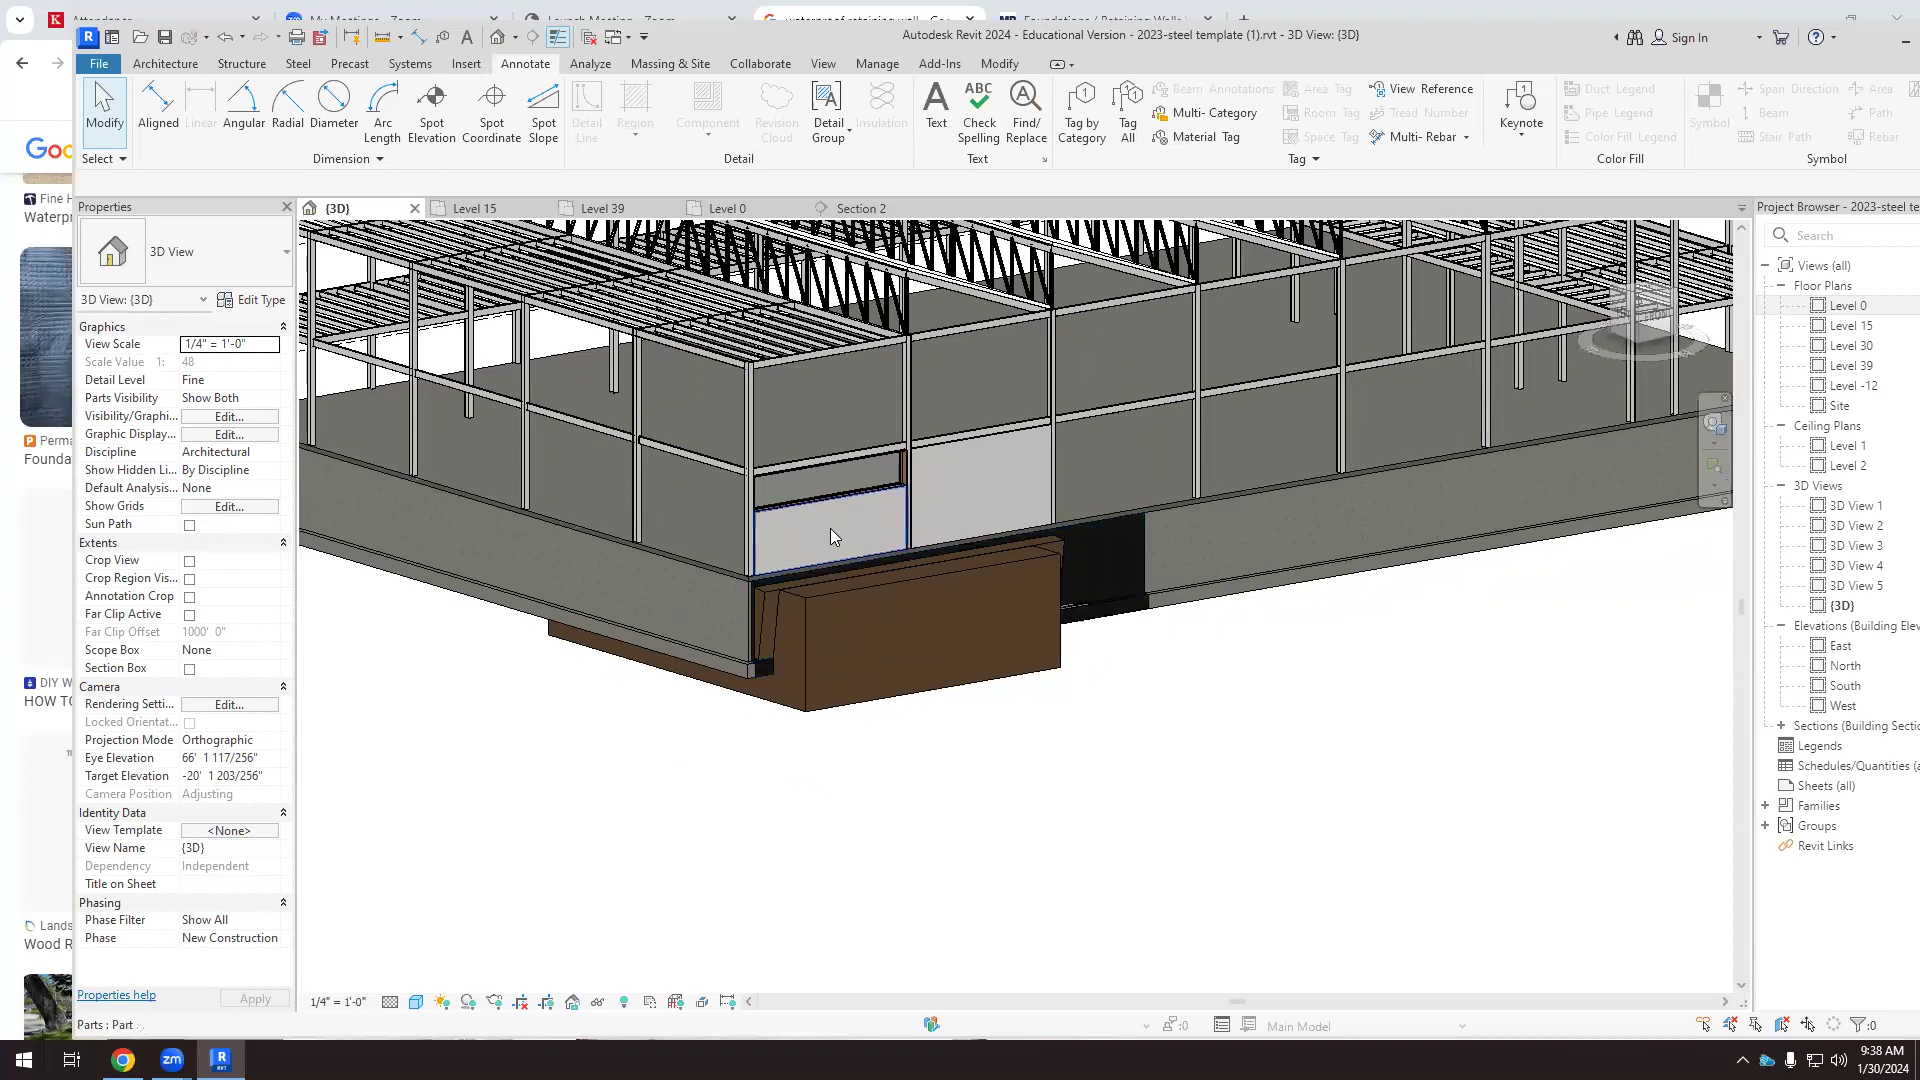 My Meetings - Zoom
Launch Meeting - Zoom
Autodesk Revit 2024 - Educational Version - 2023-steel template (1).rvt - 3D View: {3D}
Sign In
File Architecture Structure Steel Precast Systems Insert Annotate Analyze Massing & Site Collaborate View Manage Add-Ins Modify
Modify
Aligned Linear Angular Radial Diameter Arc Length Spot Elevation Spot Coordinate Spot Slope
Detail Line Region Component Revision Cloud Detail Group Insulation
Text Check Spelling Find/ Replace
Tag by Category Tag All
Beam Annotations Area Tag View Reference
Multi- Category Room Tag Tread Number
Material Tag Space Tag Multi- Rebar
Keynote
Duct Legend
Pipe Legend
Color Fill Legend
Symbol
Span Direction Area
Beam Path
Stair Path Rebar
Select Dimension Detail Text Tag Color Fill Symbol
Goo
Fine H
Waterp
Perma
Founda
DIY W
HOW TO
Lands
Wood R
Properties
3D View
3D View: {3D} Edit Type
Graphics
View Scale 1/4" = 1'-0"
Scale Value 1: 48
Detail Level Fine
Parts Visibility Show Both
Visibility/Graphi... Edit...
Graphic Display... Edit...
Discipline Architectural
Show Hidden Li... By Discipline
Default Analysis... None
Show Grids Edit...
Sun Path
Extents
Crop View
Crop Region Vis...
Annotation Crop
Far Clip Active
Far Clip Offset 1000' 0"
Scope Box None
Section Box
Camera
Rendering Setti... Edit...
Locked Orientat...
Projection Mode Orthographic
Eye Elevation 66' 1 117/256"
Target Elevation -20' 1 203/256"
Camera Position Adjusting
Identity Data
View Template <None>
View Name {3D}
Dependency Independent
Title on Sheet
Phasing
Phase Filter Show All
Phase New Construction
Properties help Apply
{3D} Level 15 Level 39 Level 0 Section 2
1/4" = 1'-0"
Project Browser - 2023-steel te
Search
Views (all)
Floor Plans
Level 0
Level 15
Level 30
Level 39
Level -12
Site
Ceiling Plans
Level 1
Level 2
3D Views
3D View 1
3D View 2
3D View 3
3D View 4
3D View 5
{3D}
Elevations (Building Elev
East
North
South
West
Sections (Building Sectio
Legends
Schedules/Quantities (a
Sheets (all)
Families
Groups
Revit Links
Parts : Part
:0
Main Model
:0
zm
R
RVT
9:38 AM
1/30/2024